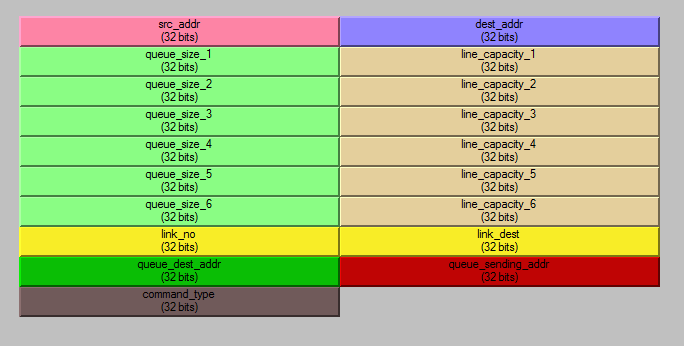 src_addr
(32 bits)
dest_addr
(32 bits)
queue_size_1
(32 bits)
line_capacity_1
(32 bits)
queue_size_2
(32 bits)
line_capacity_2
(32 bits)
queue_size_3
(32 bits)
line_capacity_3
(32 bits)
queue_size_4
(32 bits)
line_capacity_4
(32 bits)
queue_size_5
(32 bits)
line_capacity_5
(32 bits)
queue_size_6
(32 bits)
line_capacity_6
(32 bits)
link_no
(32 bits)
link_dest
(32 bits)
queue_dest_addr
(32 bits)
queue_sending_addr
(32 bits)
command_type
(32 bits)